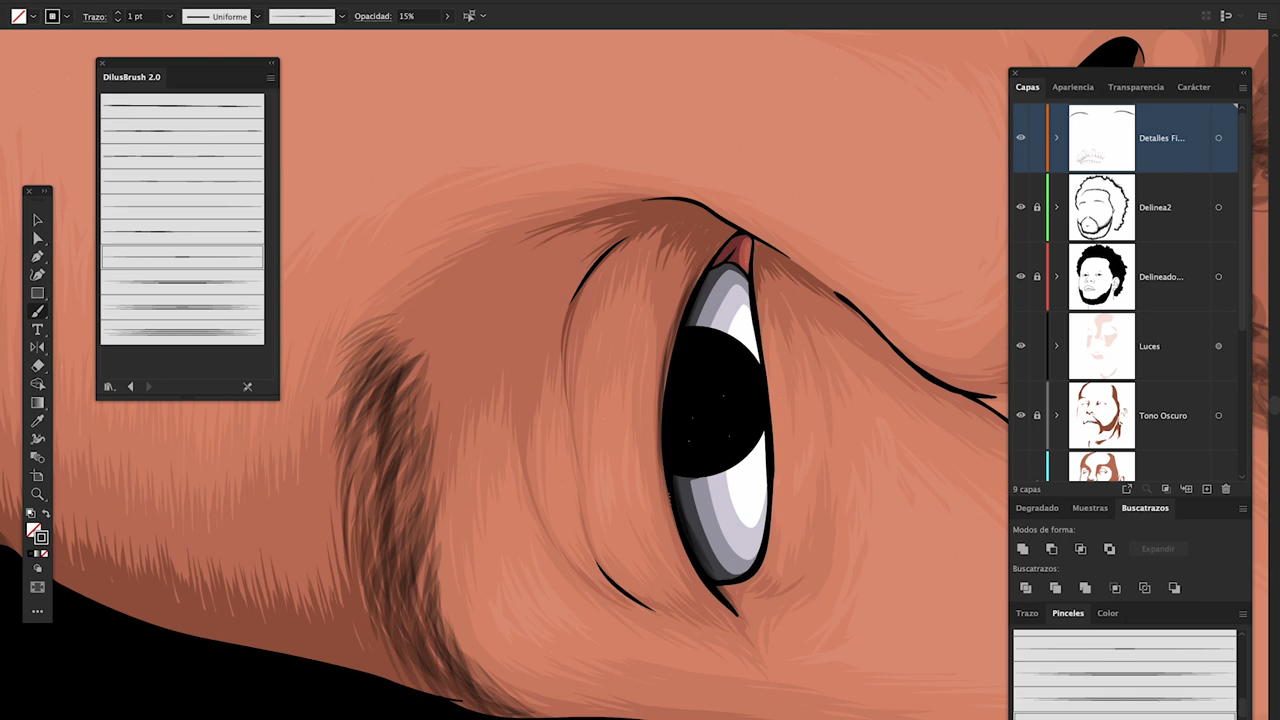 Trazo: 1 pt Uniforme Opacidad: 15%
DilusBrush 2.0
Capas Apariencia Transparencia Carácter
Detalles Fi...
Delinea2
Delineado...
Luces
Tono Oscuro
9 capas
Degradado Muestras Buscatrazos
Modos de forma:
Expandir
Buscatrazos:
Trazo Pinceles Color